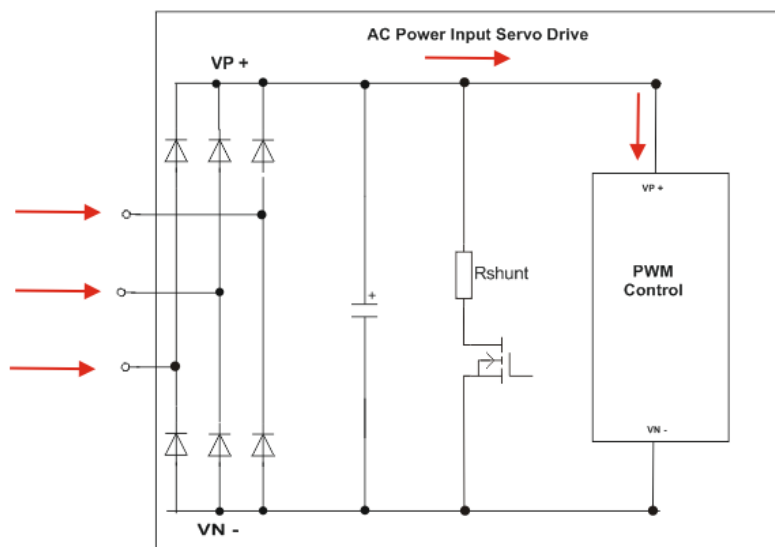 AC Power Input Servo Drive
VP +
VP +
Rshunt
PWM
Control
VN -
VN -